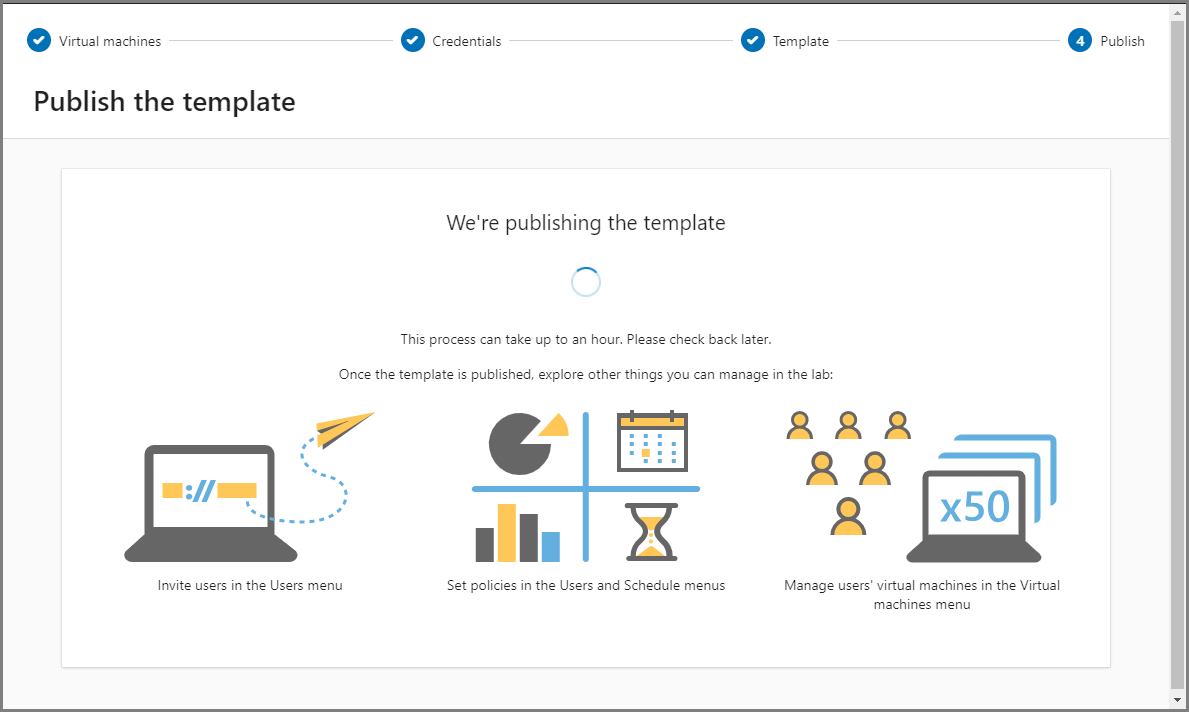 Virtual machines
Credentials
Template
4 Publish
Publish the template
We're publishing the template
This process can take up to an hour. Please check back later.
Once the template is published, explore other things you can manage in the lab:
://
x50
Invite users in the Users menu
Set policies in the Users and Schedule menus
Manage users' virtual machines in the Virtual
machines menu